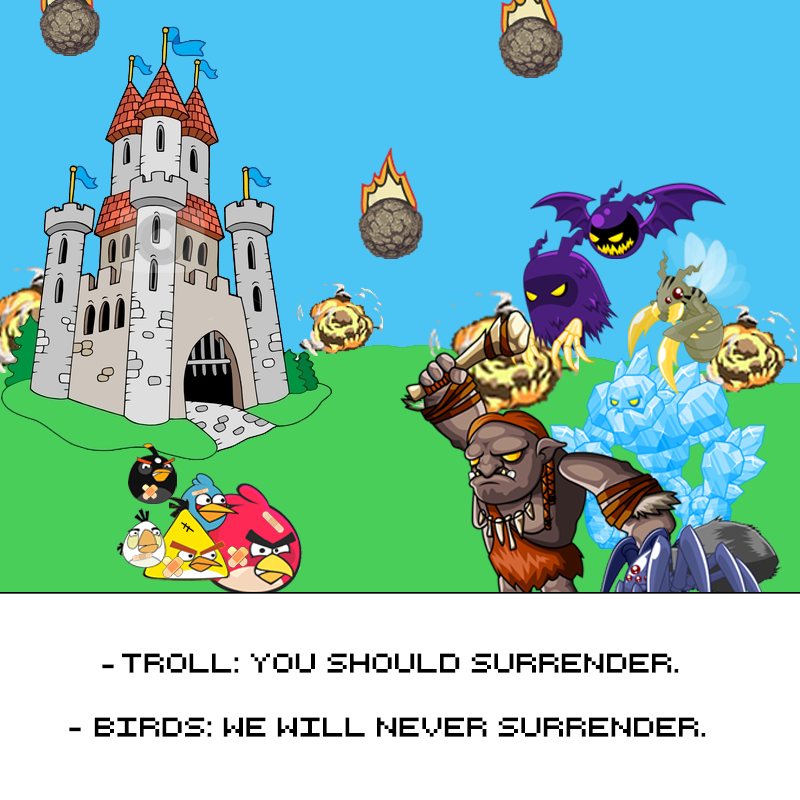 - TROLL: YOU SHOULD SURRENDER.
- BIRDS: WE WILL NEVER SURRENDER.